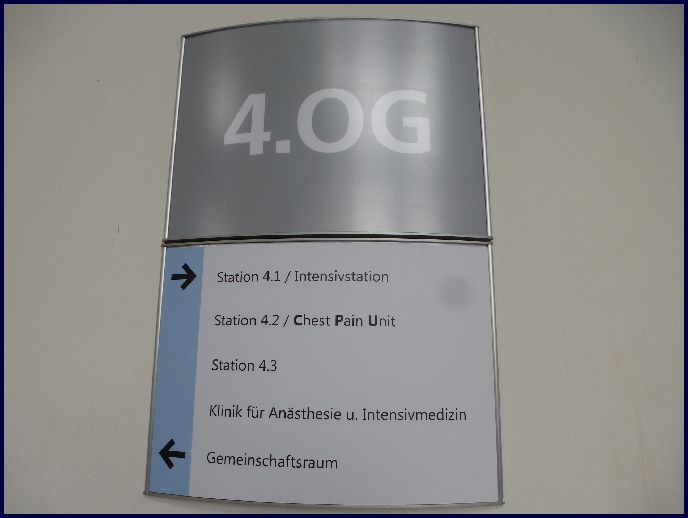 4.OG
Station 4.1 / Intensivstation
Station 4.2 / Chest Pain Unit
Station 4.3
Klinik für Anästhesie u. Intensivmedizin
Gemeinschaftsraum